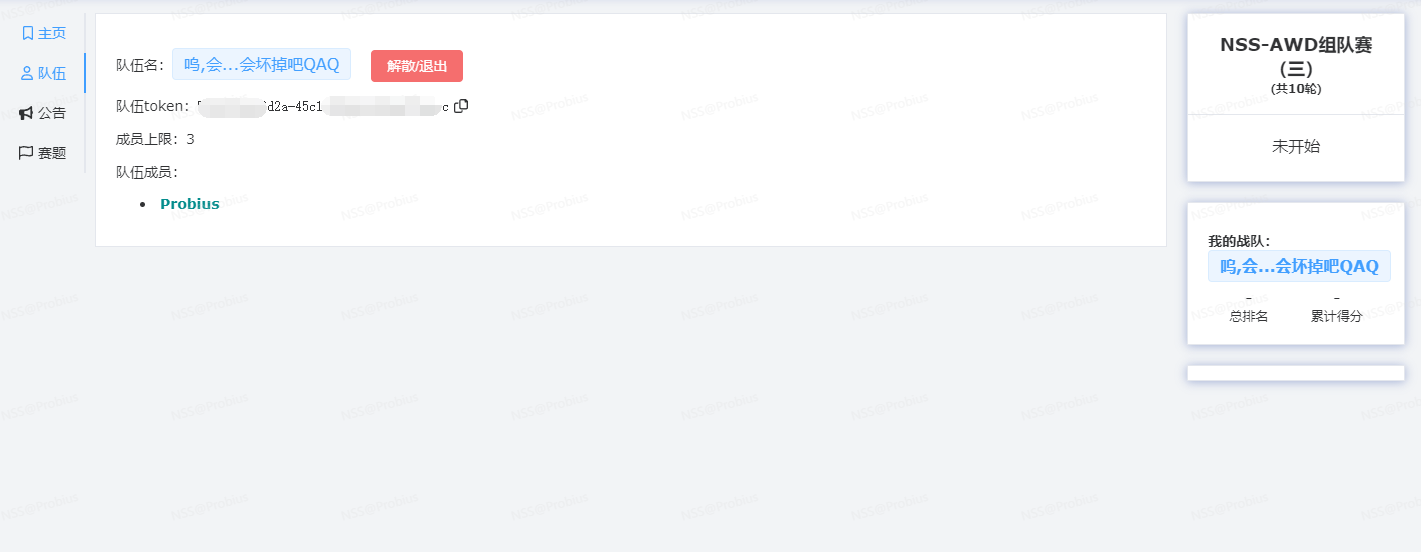 主页
队伍
公告
赛题
队伍名: 呜,会...会坏掉吧QAQ 解散/退出
队伍token: d2a-45c1 c
成员上限: 3
队伍成员:
Probius
NSS-AWD组队赛
（三）
(共10轮)
未开始
我的战队:
呜,会...会坏掉吧QAQ
- -
总排名 累计得分
NSS@Probius